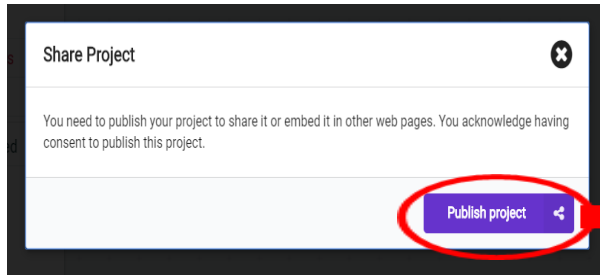 Share Project
You need to publish your project to share it or embed it in other web pages. You acknowledge having
consent to publish this project.
Publish project